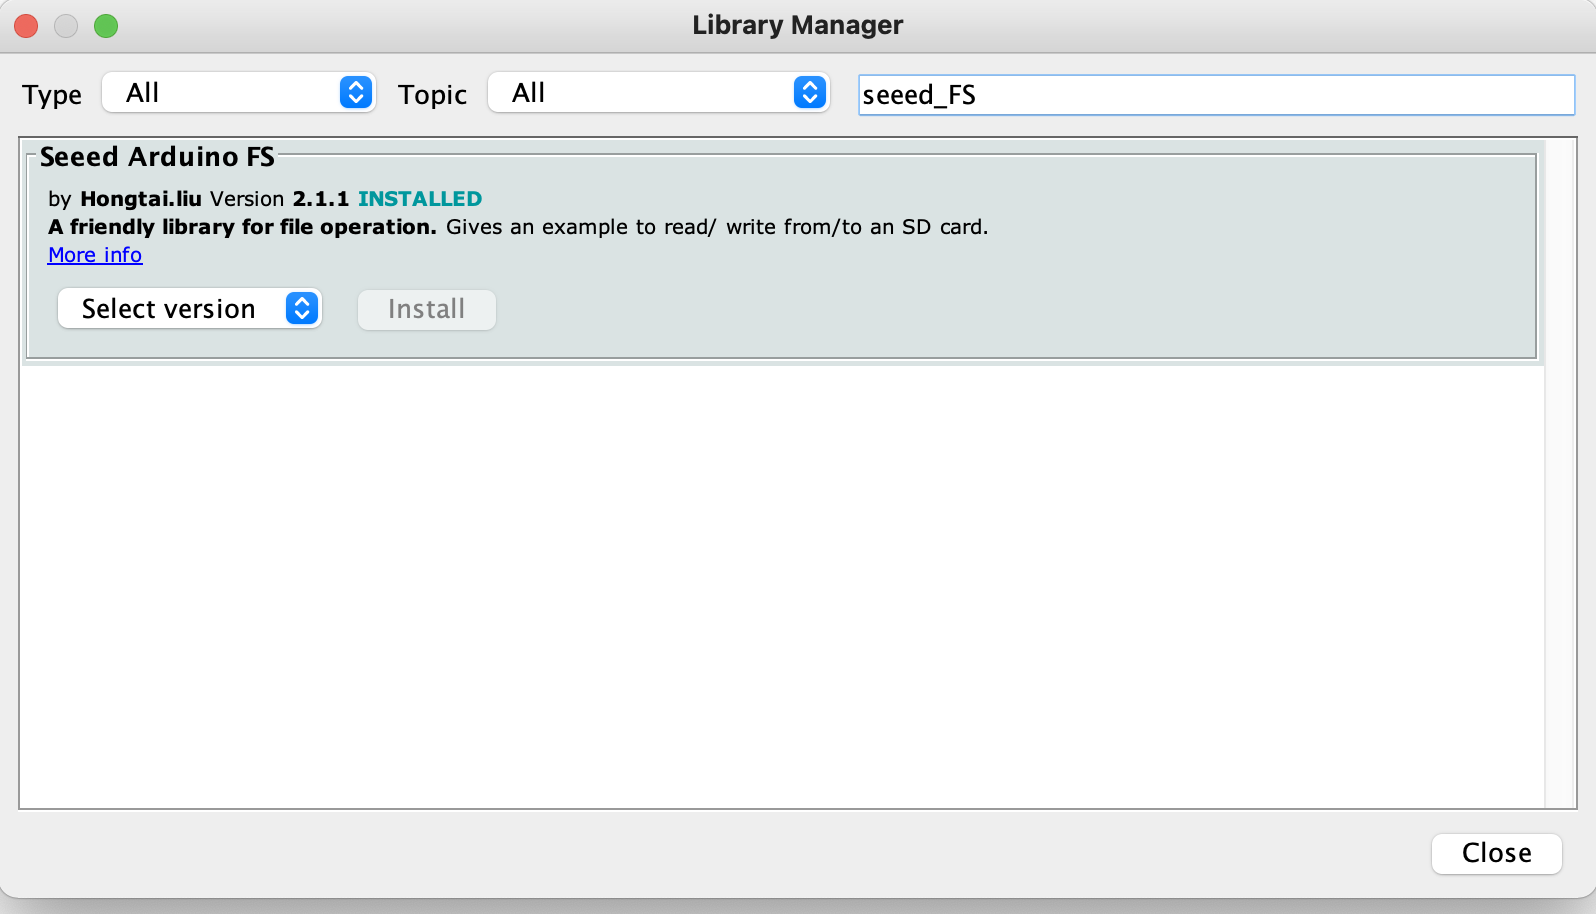 Library Manager
Type All Topic All seeed_FS
Seeed Arduino FS
by Hongtai.liu Version 2.1.1 INSTALLED
A friendly library for file operation. Gives an example to read/ write from/to an SD card.
More info
Select version Install
Close